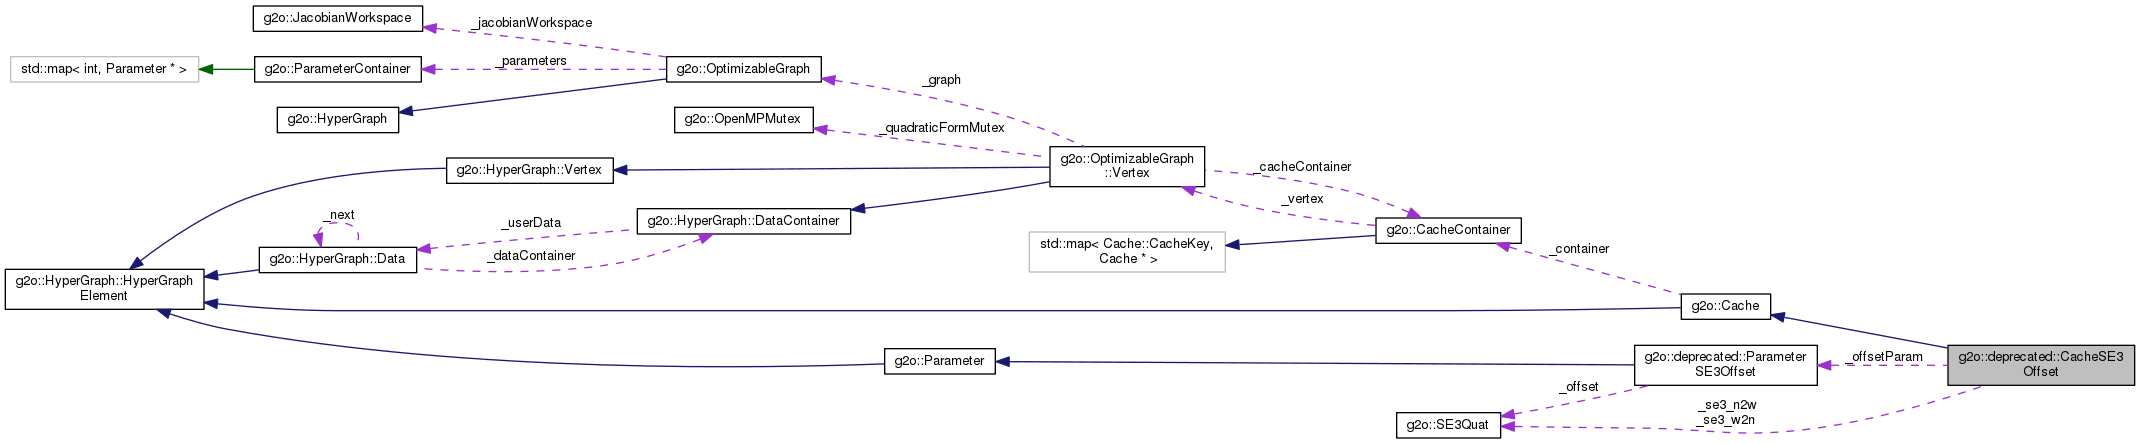 g2o::JacobianWorkspace
_jacobianWorkspace
std::map< int, Parameter * >
g2o::ParameterContainer
_parameters
g2o::OptimizableGraph
_graph
g2o::HyperGraph
g2o::OpenMPMutex
_quadraticFormMutex
g2o::HyperGraph::Vertex
g2o::OptimizableGraph
::Vertex
_cacheContainer
_vertex
_next
_userData
g2o::HyperGraph::DataContainer
g2o::CacheContainer
g2o::HyperGraph::Data
_dataContainer
std::map< Cache::CacheKey,
Cache * >
_container
g2o::HyperGraph::HyperGraph
Element
g2o::Cache
g2o::Parameter
g2o::deprecated::Parameter
SE3Offset
_offsetParam
g2o::deprecated::CacheSE3
Offset
_offset
_se3_n2w
_se3_w2n
g2o::SE3Quat